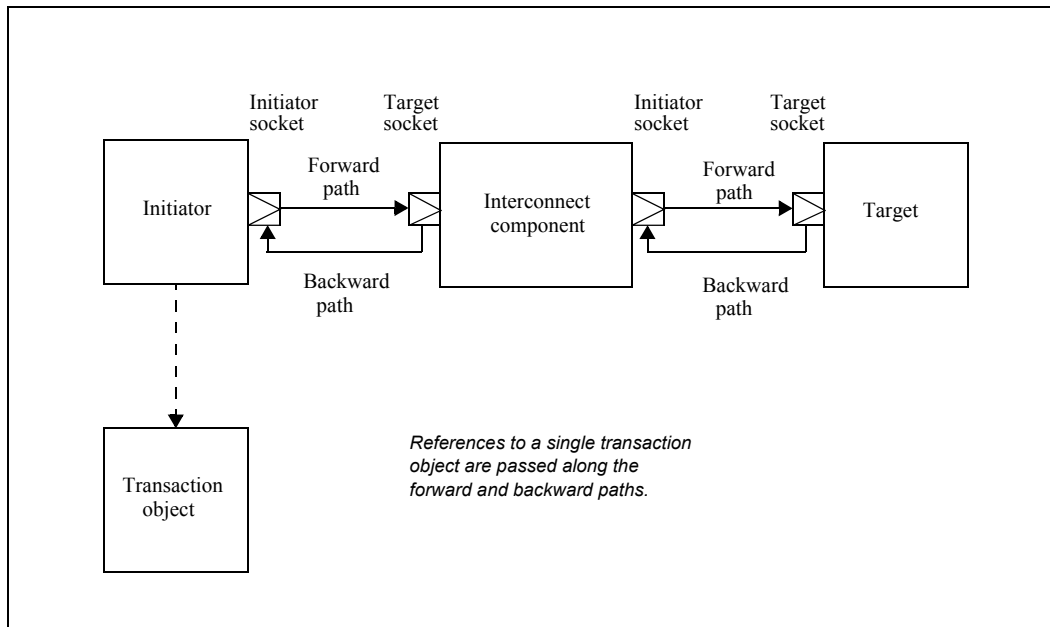 Initiator
socket
Target
socket
Initiator
socket
Target
socket
Initiator
Forward
path
Interconnect
component
Forward
path
Target
Backward
path
Backward
path
References to a single transaction
object are passed along the
forward and backward paths.
Transaction
object